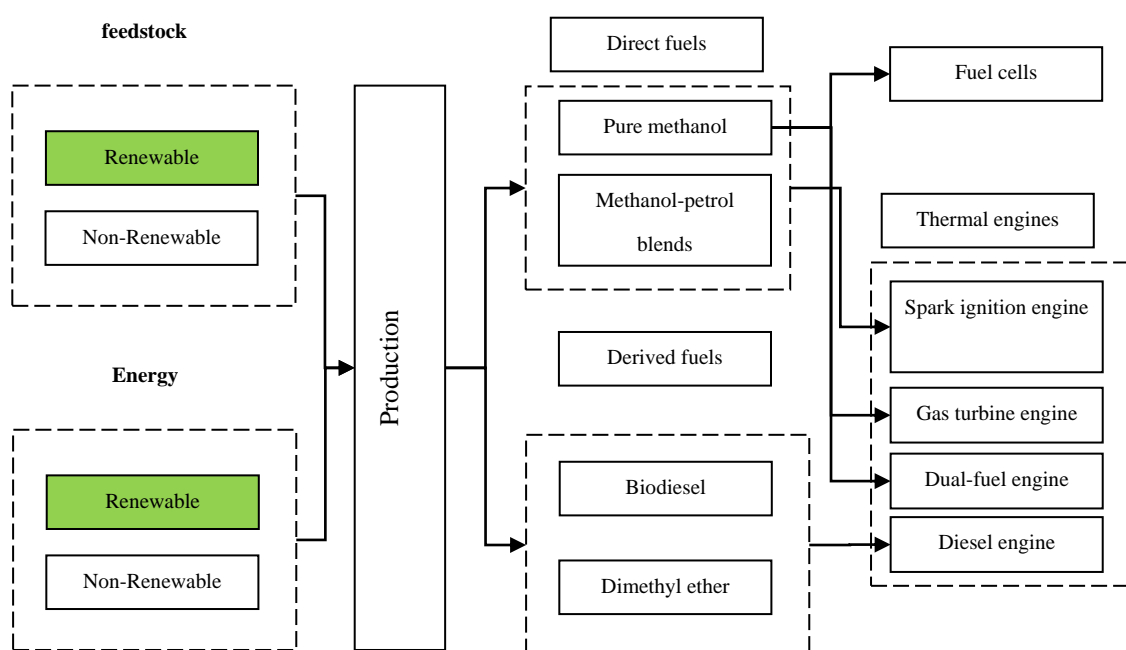 feedstock
Renewable
Non-Renewable
Energy
Renewable
Non-Renewable
Production
Direct fuels
Pure methanol
Methanol-petrol
blends
Derived fuels
Biodiesel
Dimethyl ether
Fuel cells
Thermal engines
Spark ignition engine
Gas turbine engine
Dual-fuel engine
Diesel engine